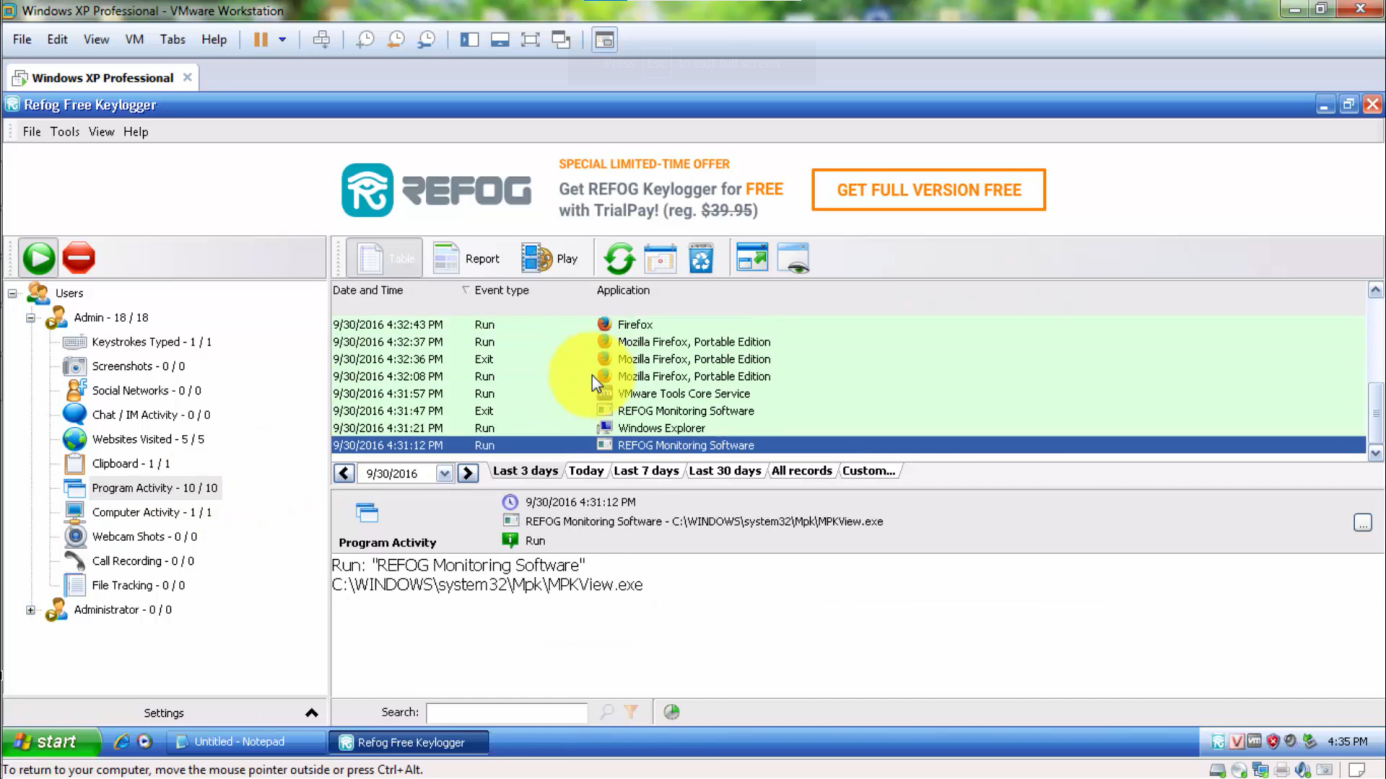 Windows XP Professional - VMware Workstation
File Edit View VM Tabs Help
Windows XP Professional
Refog Free Keylogger
File Tools View Help
REFOG
SPECIAL LIMITED-TIME OFFER
Get REFOG Keylogger for FREE
with TrialPay! (reg. $39.95)
GET FULL VERSION FREE
Table Report Play
Users
Admin - 18 / 18
Keystrokes Typed - 1 / 1
Screenshots - 0 / 0
Social Networks - 0 / 0
Chat / IM Activity - 0 / 0
Websites Visited - 5 / 5
Clipboard - 1 / 1
Program Activity - 10 / 10
Computer Activity - 1 / 1
Webcam Shots - 0 / 0
Call Recording - 0 / 0
File Tracking - 0 / 0
Administrator - 0 / 0
Settings
Date and Time Event type Application
9/30/2016 4:32:43 PM Run Firefox
9/30/2016 4:32:37 PM Run Mozilla Firefox, Portable Edition
9/30/2016 4:32:36 PM Exit Mozilla Firefox, Portable Edition
9/30/2016 4:32:08 PM Run Mozilla Firefox, Portable Edition
9/30/2016 4:31:57 PM Run VMware Tools Core Service
9/30/2016 4:31:47 PM Exit REFOG Monitoring Software
9/30/2016 4:31:21 PM Run Windows Explorer
9/30/2016 4:31:12 PM Run REFOG Monitoring Software
9/30/2016 Last 3 days Today Last 7 days Last 30 days All records Custom...
Program Activity
9/30/2016 4:31:12 PM
REFOG Monitoring Software - C:\WINDOWS\system32\Mpk\MPKView.exe
...
Run
Run: "REFOG Monitoring Software"
C:\WINDOWS\system32\Mpk\MPKView.exe
Search:
start Untitled - Notepad Refog Free Keylogger 4:35 PM
To return to your computer, move the mouse pointer outside or press Ctrl+Alt.